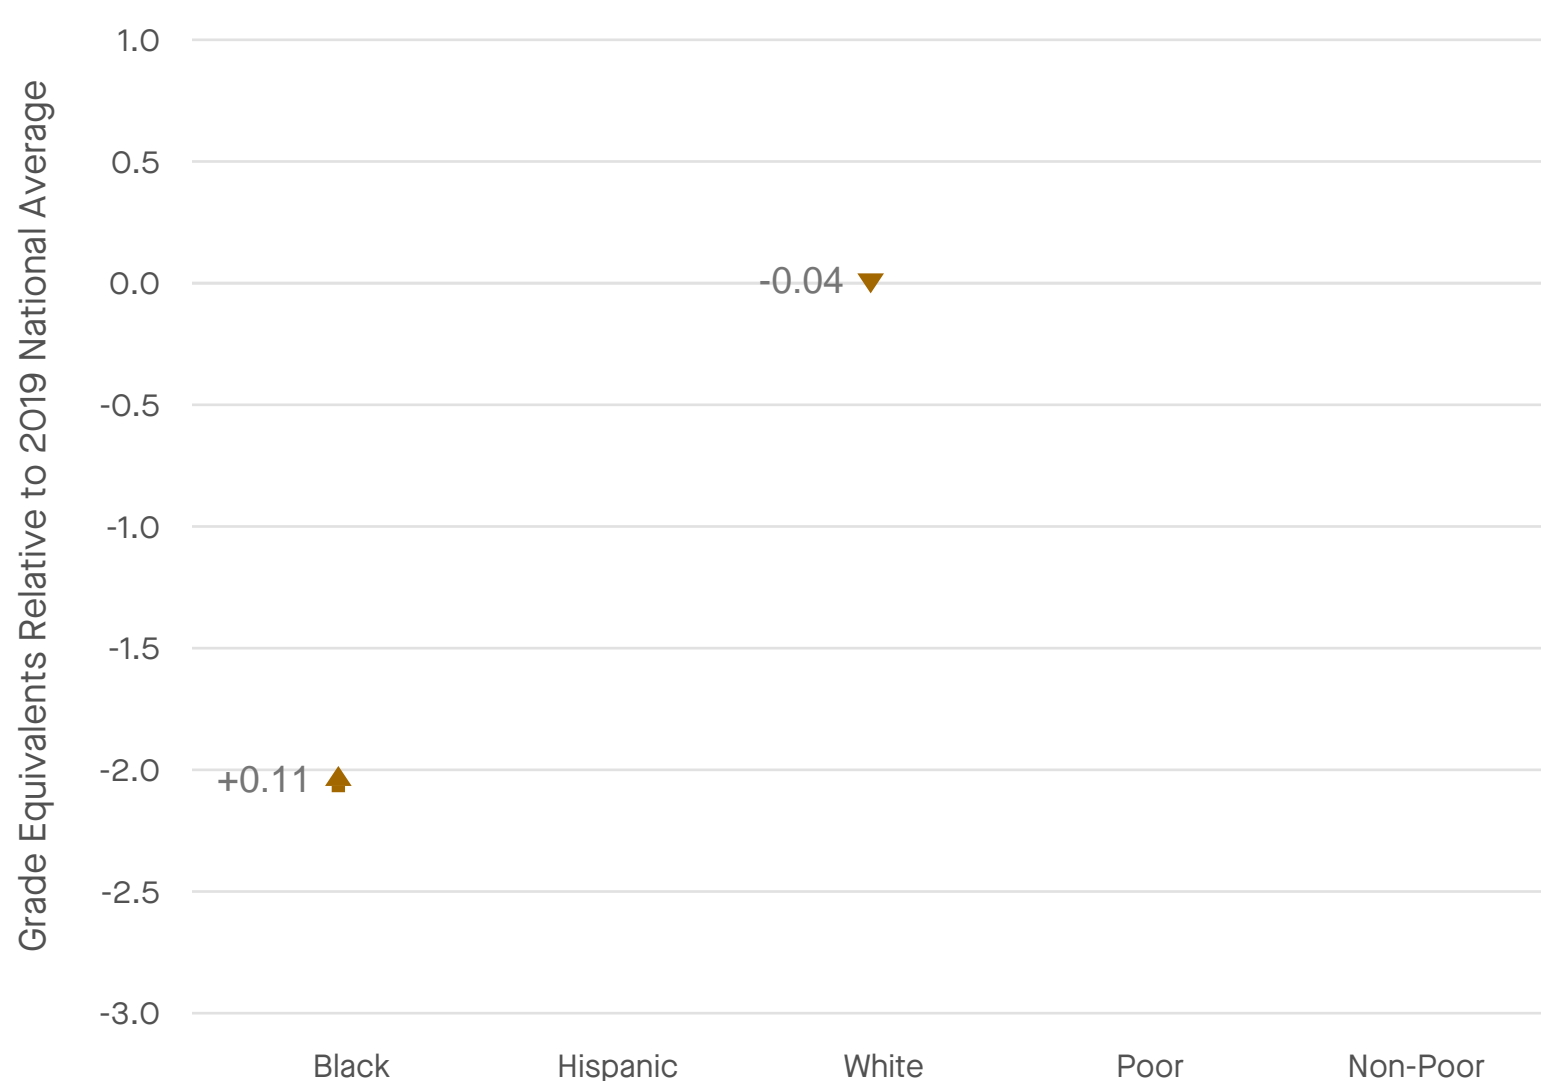 Grade Equivalents Relative to 2019 National Average
1.0
0.5
0.0
-0.5
-1.0
-1.5
-2.0
-2.5
-3.0
-0.04
+0.11
Black
Hispanic
White
Poor
Non-Poor